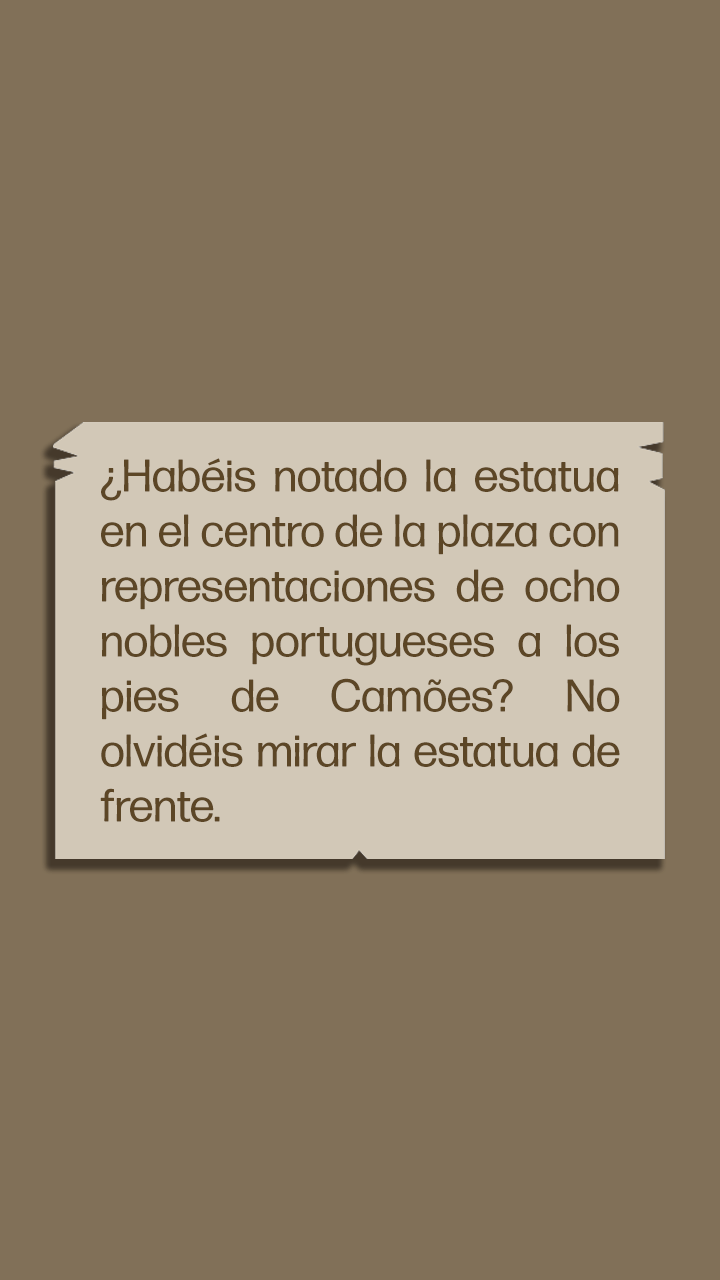 ¿Habéis notado la estatua
en el centro de la plaza con
representaciones de ocho
nobles portugueses a los
pies de Camões? No
olvidéis mirar la estatua de
frente.